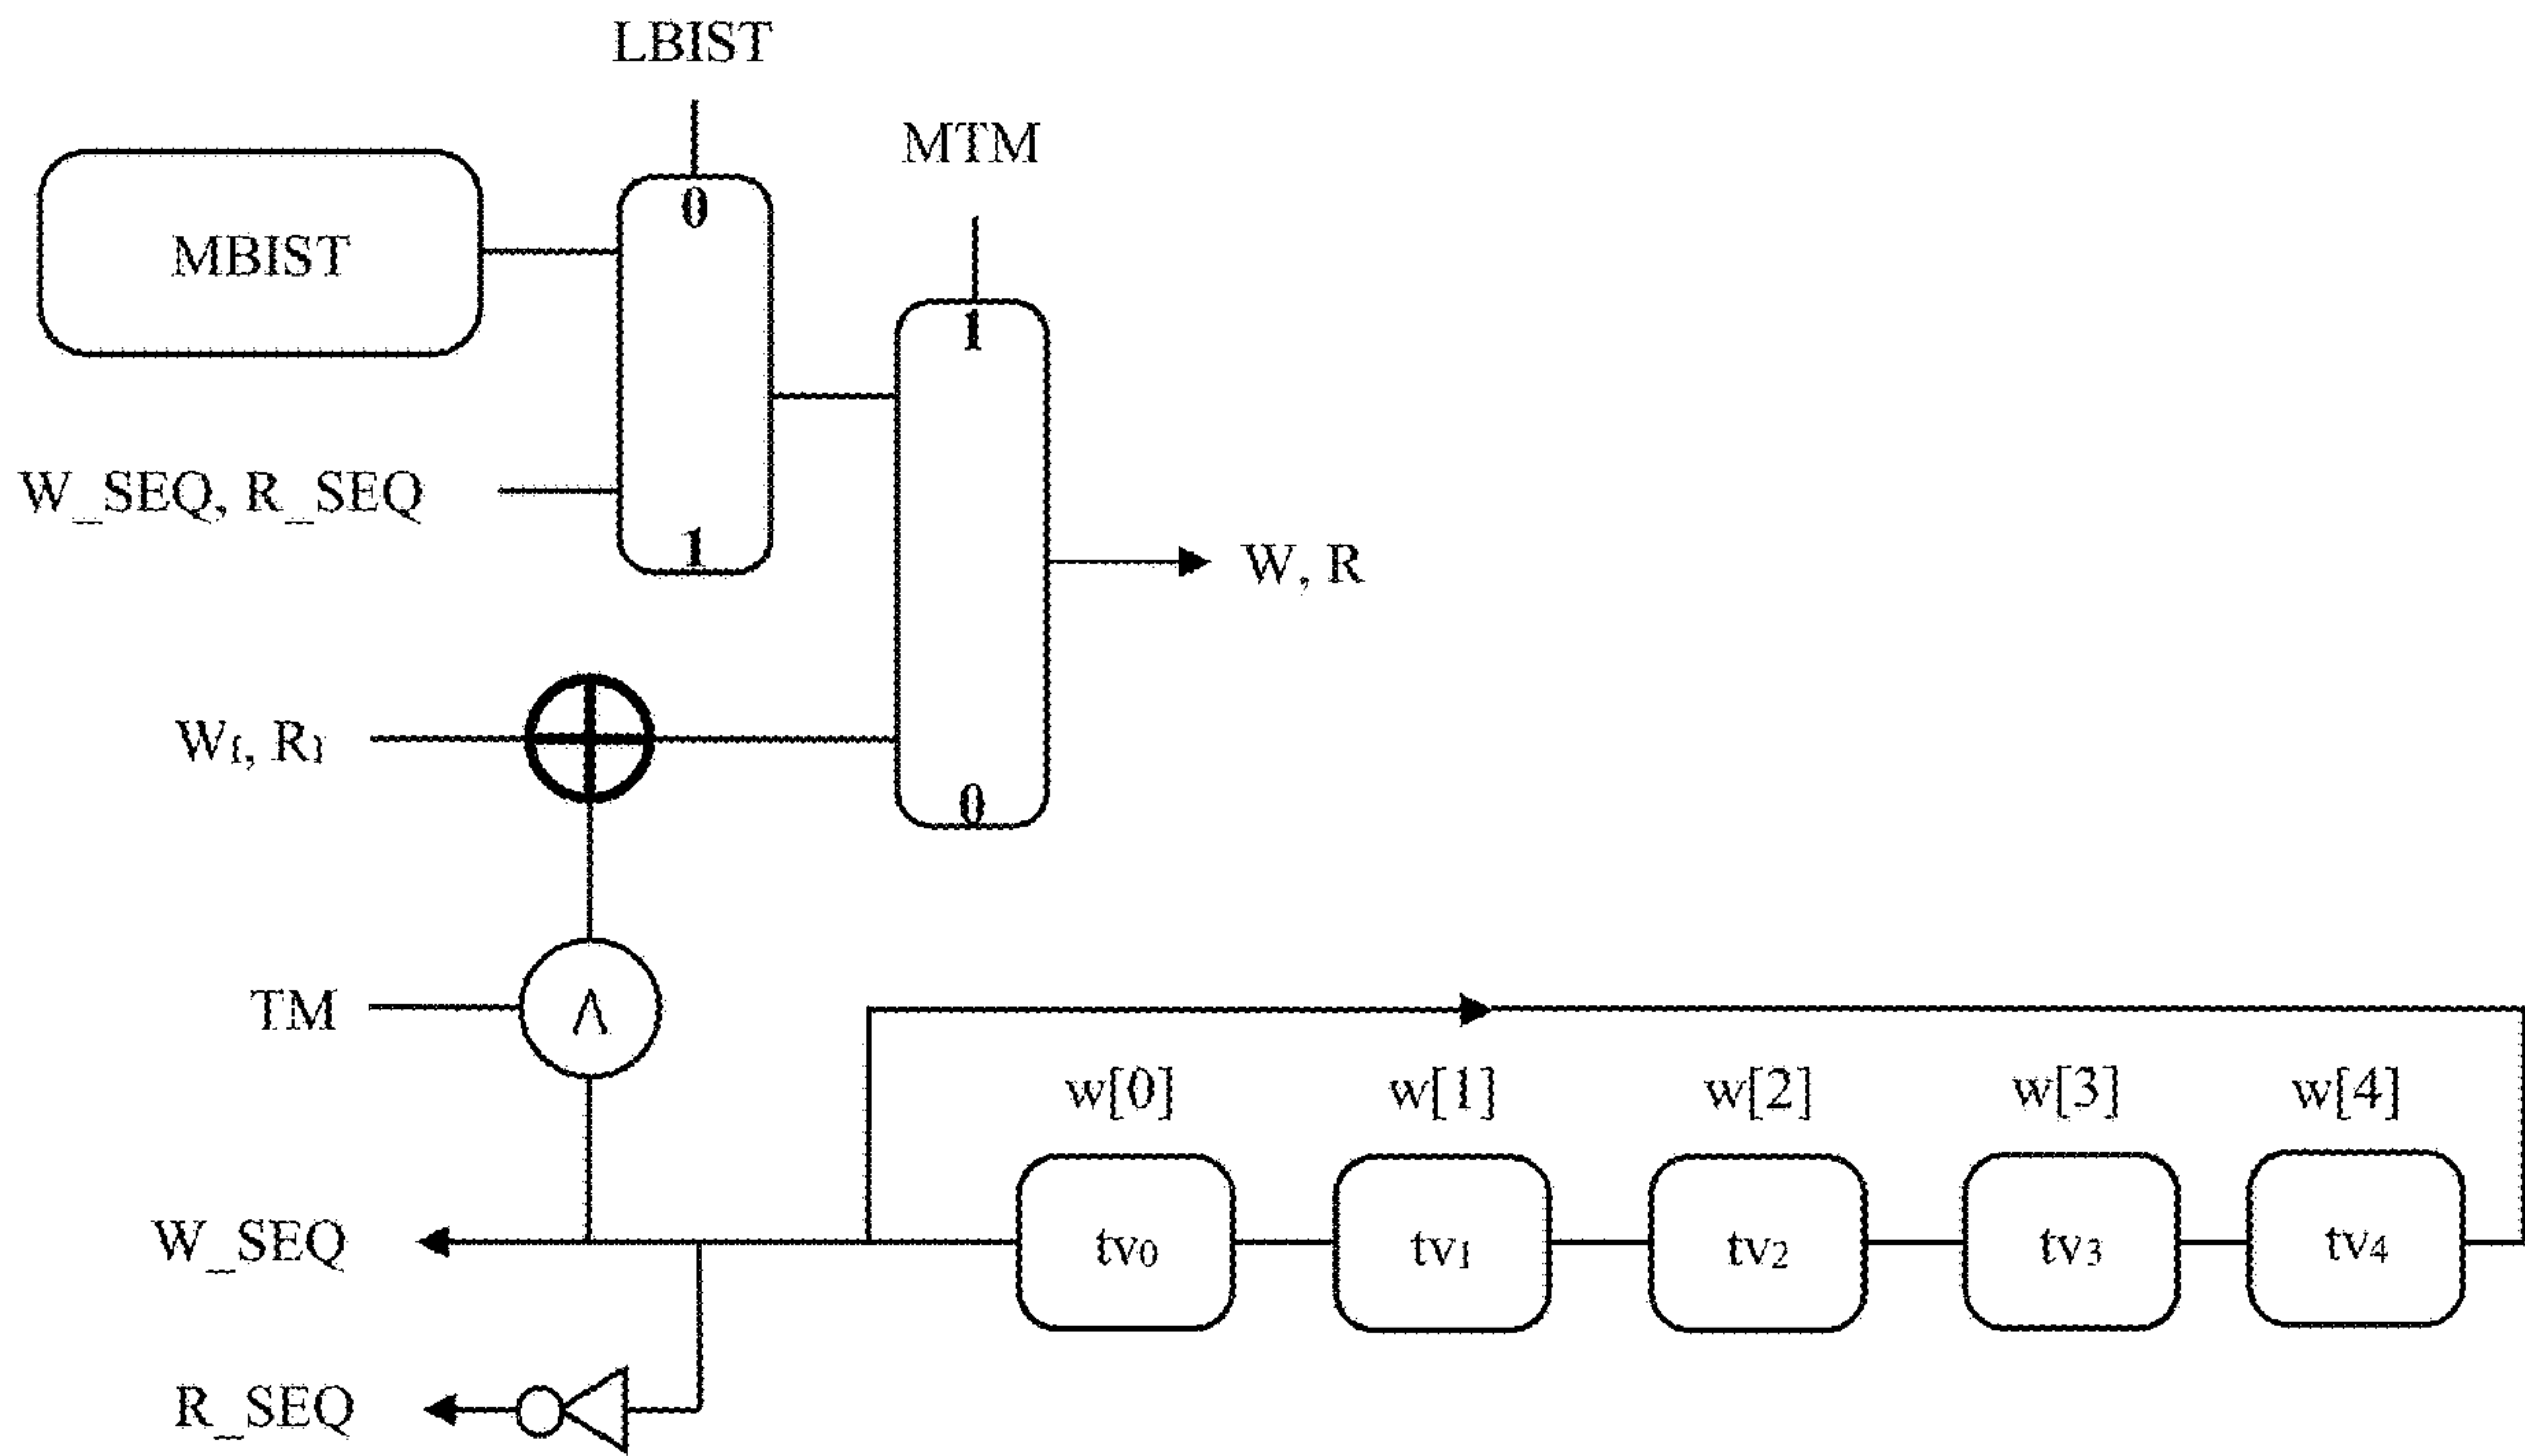 LBIST
MTM
0
MBIST
1
W_SEQ, R_SEQ
1
W, R
W₁, R₁
0
TM
Λ
w[0] w[1] w[2] w[3] w[4]
W_SEQ
tv₀ tv₁ tv₂ tv₃ tv₄
R_SEQ